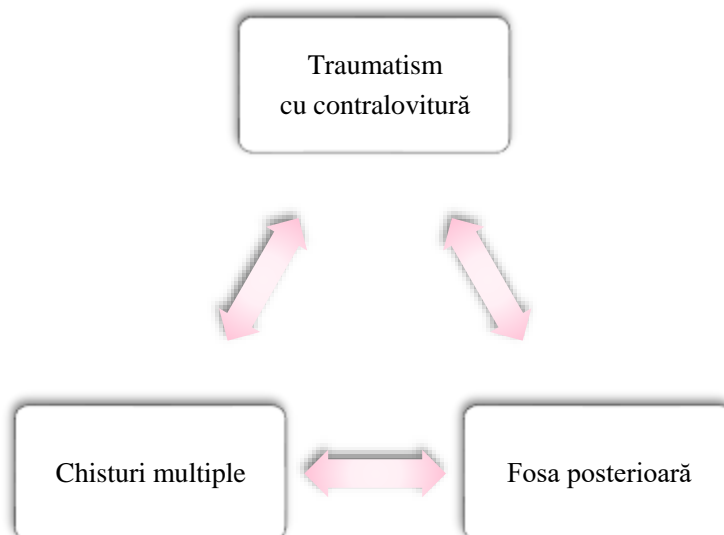 Traumatism
cu contralovitură
Chisturi multiple
Fosa posterioară